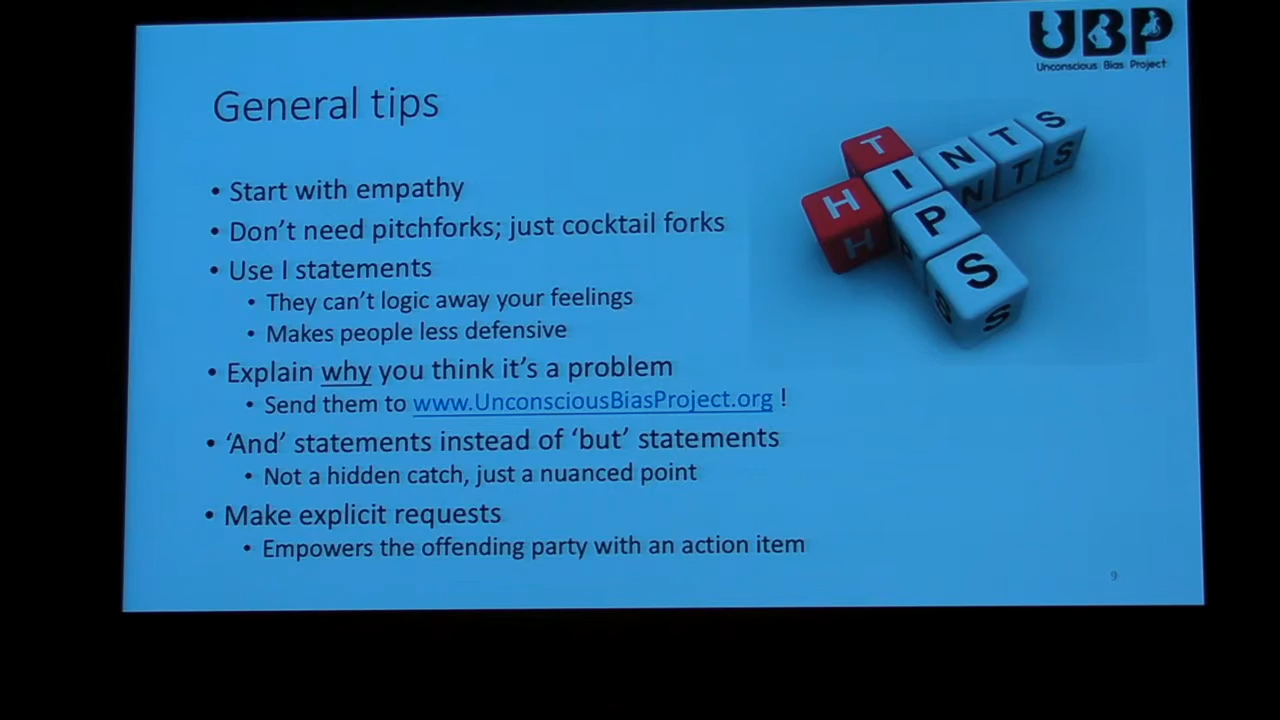 UBP
Unconscious Bias Project
General tips
T
HINTS
H NTS
P
S
S S
• Start with empathy
• Don't need pitchforks; just cocktail forks
• Use I statements
• They can't logic away your feelings
• Makes people less defensive
• Explain why you think it's a problem
• Send them to www.UnconsciousBiasProject.org !
• 'And' statements instead of 'but' statements
• Not a hidden catch, just a nuanced point
• Make explicit requests
• Empowers the offending party with an action item
9